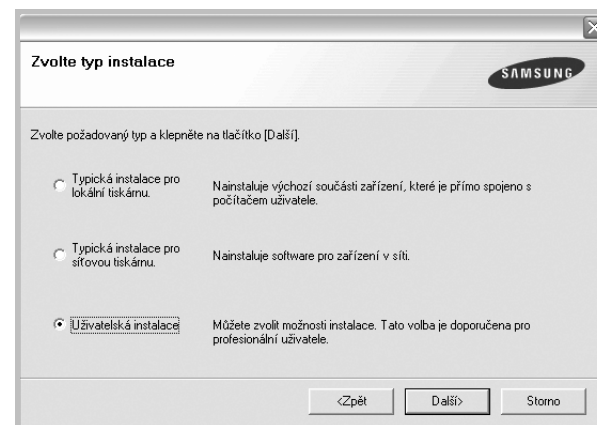 Zvolte typ instalace
SAMSUNG
Zvolte požadovaný typ a klepněte na tlačítko [Další].
Typická instalace pro
lokální tiskárnu.
Nainstaluje výchozí součásti zařízení, které je přímo spojeno s
počítačem uživatele.
Typická instalace pro
síťovou tiskárnu.
Nainstaluje software pro zařízení v síti.
Uživatelská instalace
Můžete zvolit možnosti instalace. Tato volba je doporučena pro
profesionální uživatele.
<Zpět
Další>
Storno